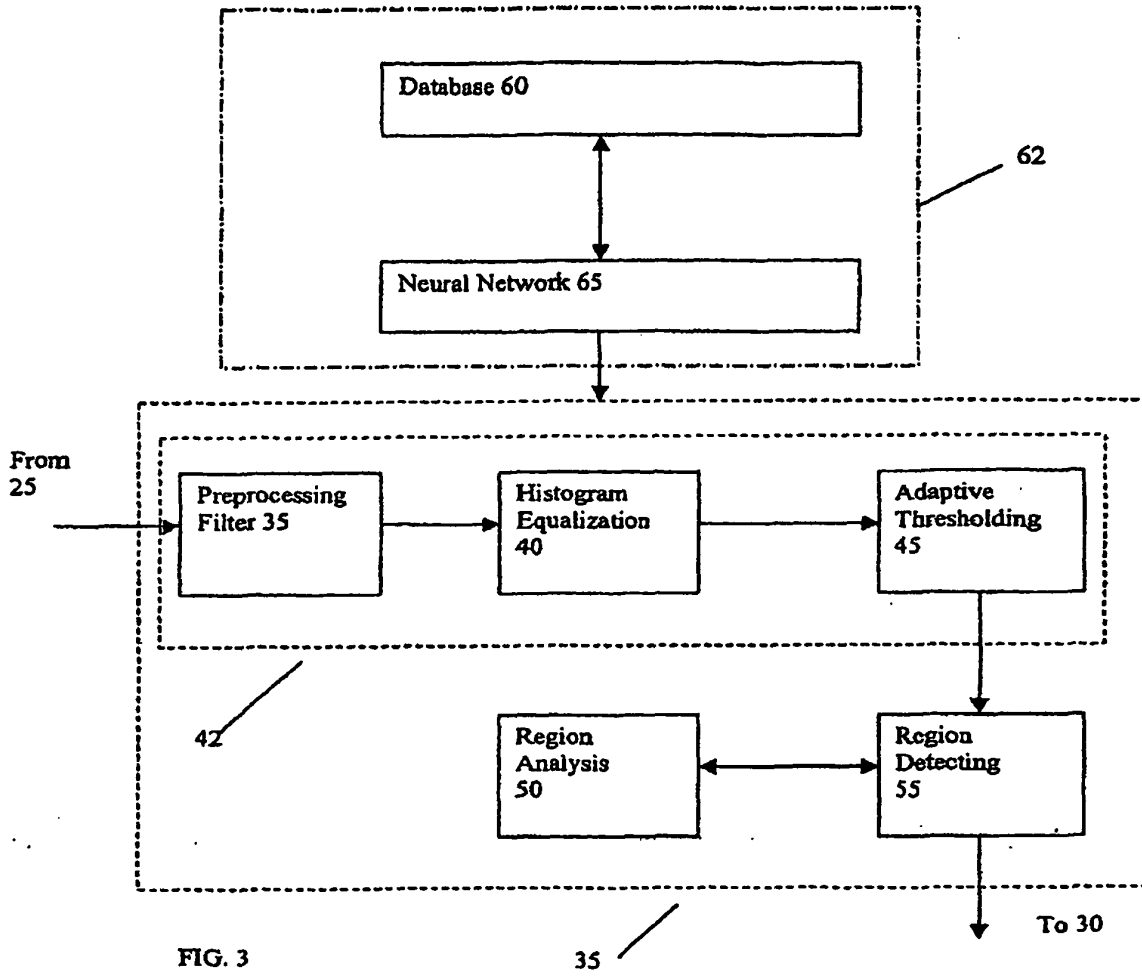 Database 60
62
Neural Network 65
From
25
Preprocessing
Filter 35
Histogram
Equalization
40
Adaptive
Thresholding
45
42
Region
Analysis
50
Region
Detecting
55
To 30
FIG. 3
35